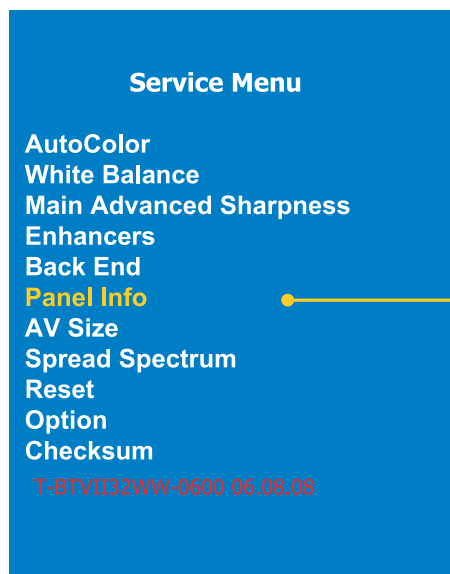 Service Menu
AutoColor
White Balance
Main Advanced Sharpness
Enhancers
Back End
Panel Info
AV Size
Spread Spectrum
Reset
Option
Checksum
T-BTVII32WW-0600 06.08.08